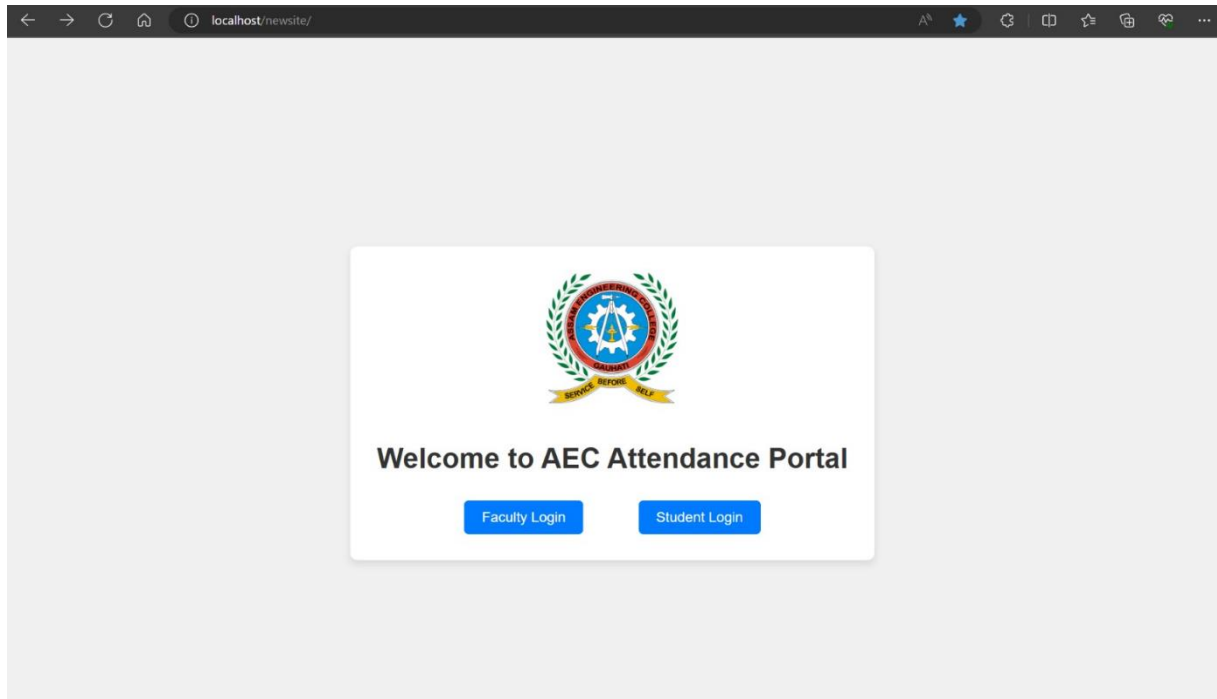 localhost/newsite/
ASSAM ENGINEERING COLLEGE
GAUHATI
SERVICE BEFORE SELF
Welcome to AEC Attendance Portal
Faculty Login
Student Login